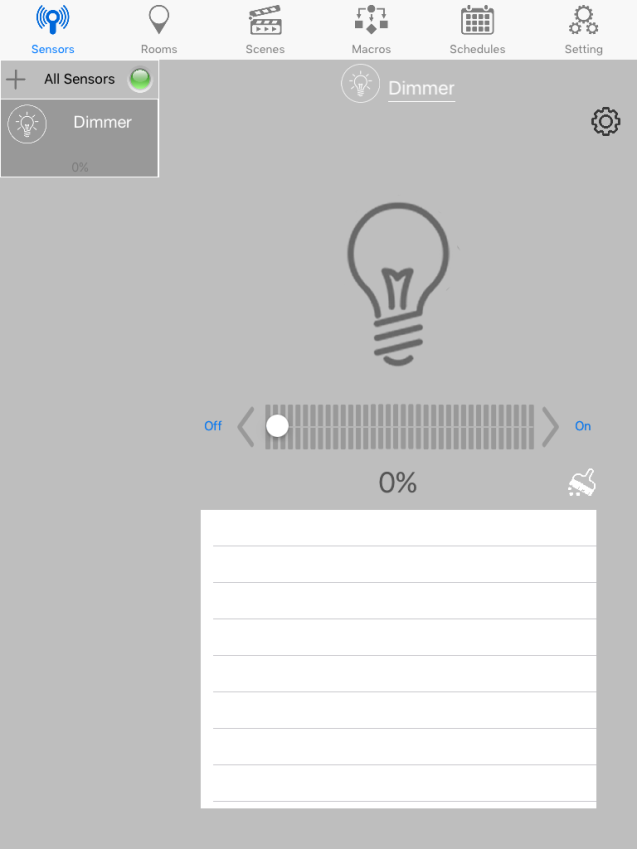 Sensors Rooms Scenes Macros Schedules Setting
All Sensors
Dimmer
0%
Dimmer
Off
On
0%